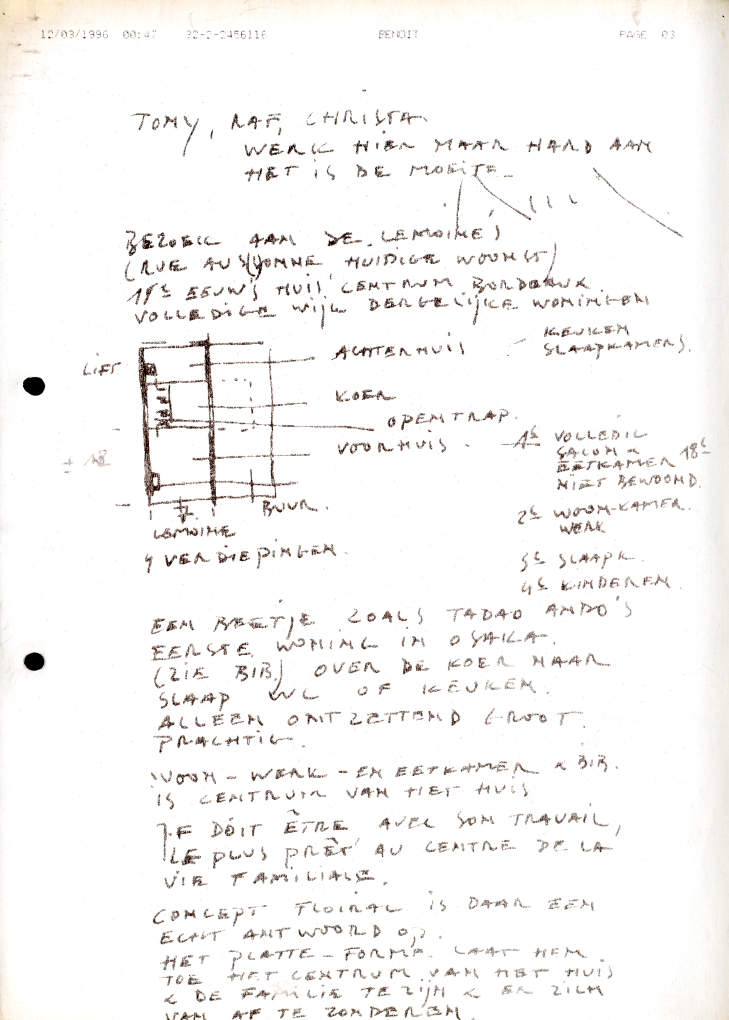 12/03/1996 00:47 32-2-2456116 BENOIT PAGE 03
TOMY, RAF, CHRISTA.
WERK HIER MAAR HARD AAN
HET IS DE MOEITE
BEZOEK AAN DE LEMOINE'S
(RUE AUSONNE HUIDIGE WOONST)
18E EEUWS HUIS CENTRUM BORDEAUX.
VOLLEDIGE WIJK DERGELIJKE WONINGEN
LIFT
ACHTERHUIS
KEUKEN
SLAAPKAMERS.
KOER
OPENTRAP.
VOORHUIS.
1E VOLLEDIG
SALON &
EETKAMER 18E
NIET BEWOOND.
2E WOON-KAMER.
WERK
3E SLAAPK.
4E KINDEREN.
7.
BUUR.
LEMOINE
4 VERDIEPINGEN.
EEN BEETJE ZOALS TADAO ANDO'S
EERSTE WONING IN OSAKA.
(ZIE BIB.) OVER DE KOER NAAR
SLAAP WC OF KEUKEN.
ALLEEN ONTZETTEND GROOT.
PRACHTIG.
WOON-WERK-EN EETKAMER & BIB.
IS CENTRUM VAN HET HUIS
JE DOIT ÊTRE AVEC SON TRAVAIL,
LE PLUS PRÊT AU CENTRE DE LA
VIE FAMILIALE.
CONCEPT FLOIRAC IS DAAR EEN
ECHT ANTWOORD OP.
HET PLATTE-FORME LAAT HEM
TOE HET CENTRUM VAN HET HUIS
& DE FAMILIE TE ZIJN & ER ZICH
VAN AF TE ZONDEREN.